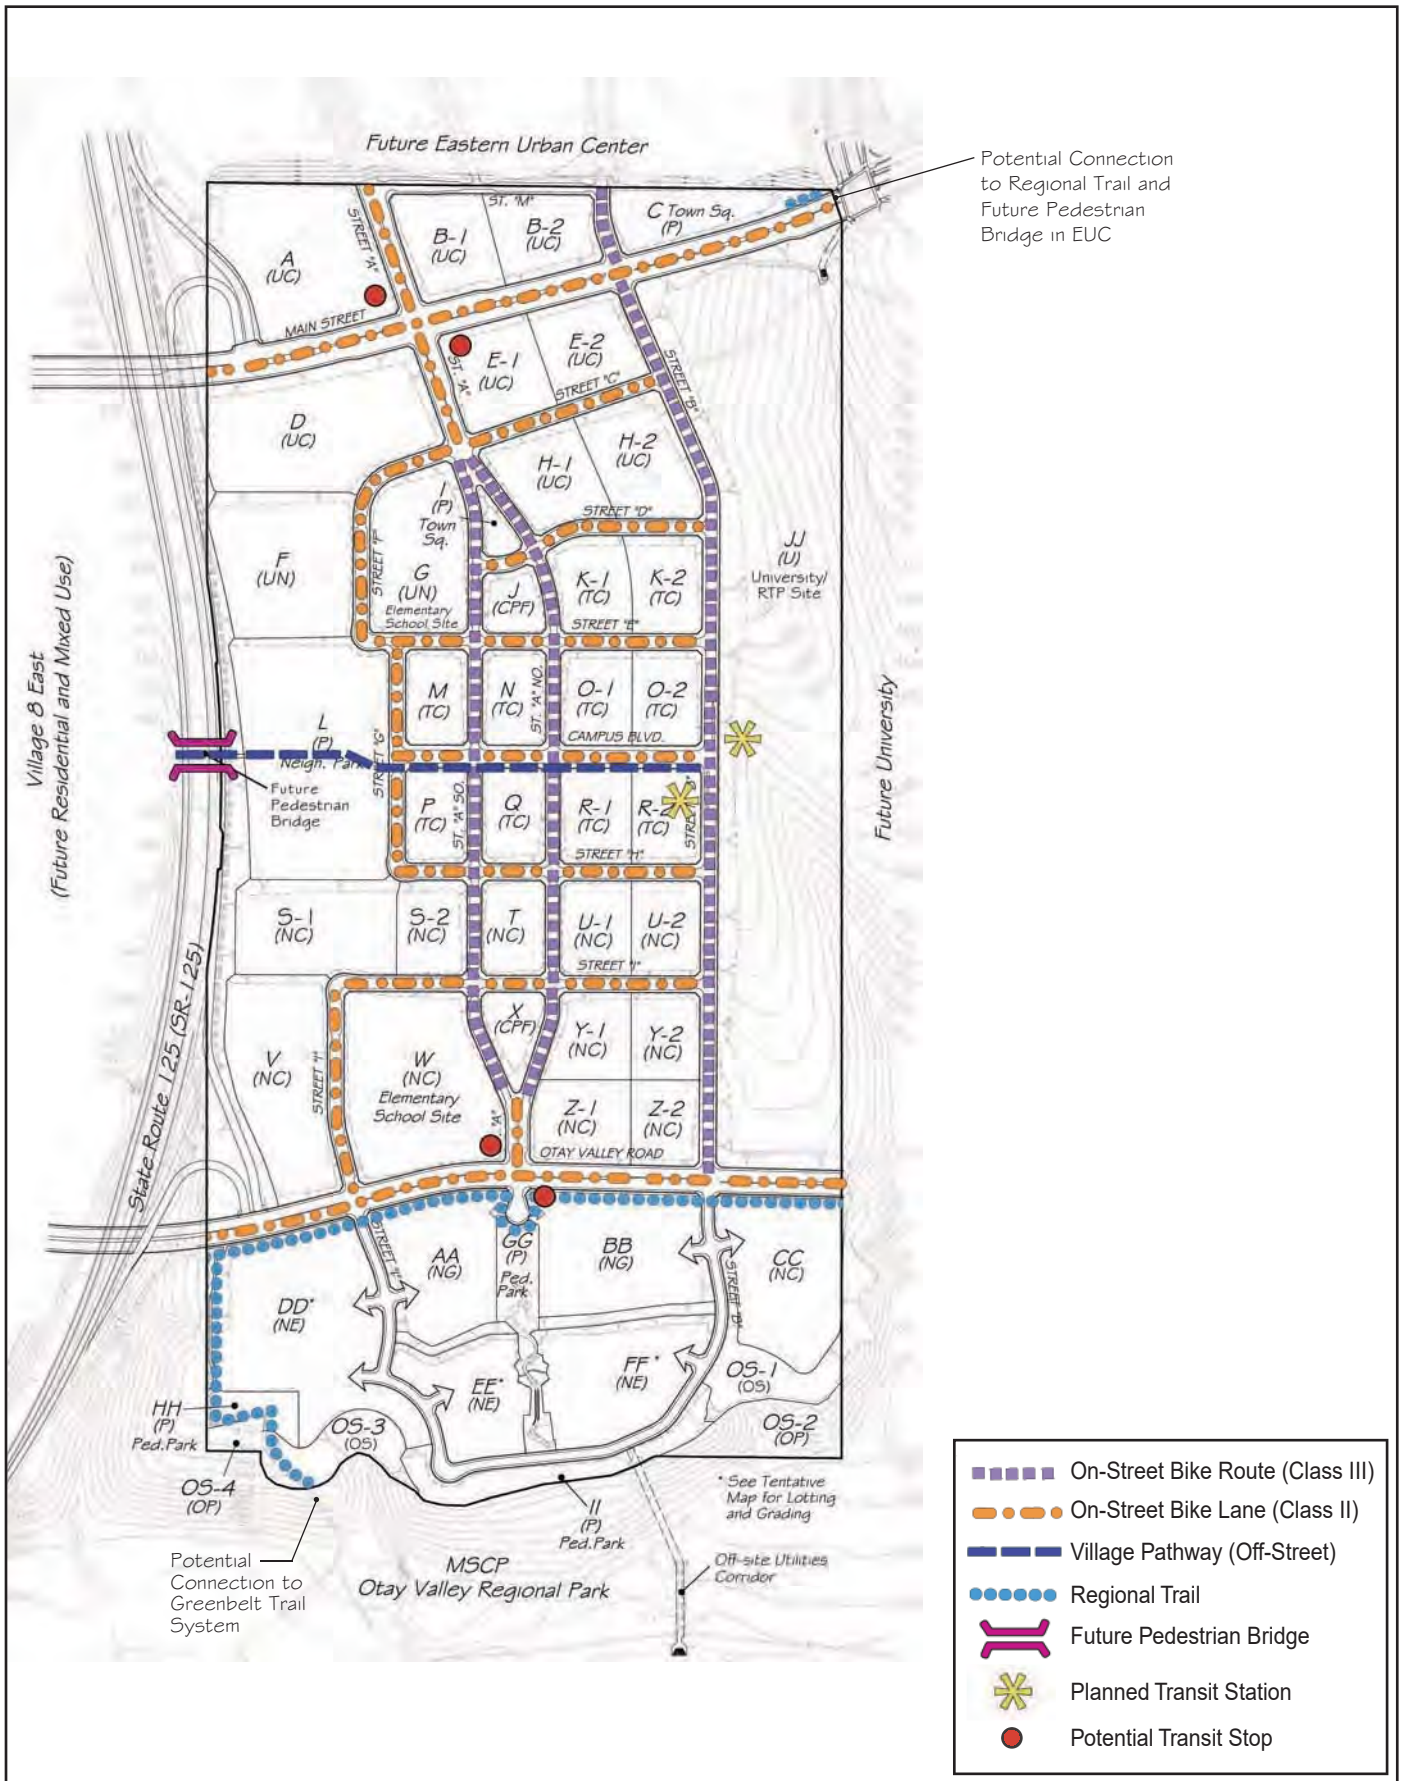 Future Eastern Urban Center
Potential Connection
to Regional Trail and
Future Pedestrian
Bridge in EUC
ST. "M"
STREET "A"
B-1
(UC)
B-2
(UC)
C Town Sq.
(P)
A
(UC)
MAIN STREET
ST. "A"
E-1
(UC)
E-2
(UC)
STREET "C"
STREET "B"
D
(UC)
H-1
(UC)
H-2
(UC)
I
(P)
Town
Sq.
STREET "D"
F
(UN)
STREET "F"
G
(UN)
Elementary
School Site
J
(CPF)
K-1
(TC)
K-2
(TC)
STREET "E"
JJ
(U)
University/
RTP Site
Village 8 East
(Future Residential and Mixed Use)
Future University
M
(TC)
N
(TC)
ST. "A" NO.
O-1
(TC)
O-2
(TC)
CAMPUS BLVD.
L
(P)
Neigh. Park
STREET "G"
Future
Pedestrian
Bridge
P
(TC)
ST. "A" SO.
Q
(TC)
R-1
(TC)
R-2
(TC)
STREET "H"
S-1
(NC)
S-2
(NC)
T
(NC)
U-1
(NC)
U-2
(NC)
STREET "I"
State Route 125 (SR-125)
V
(NC)
STREET "I"
W
(NC)
Elementary
School Site
X
(CPF)
Y-1
(NC)
Y-2
(NC)
Z-1
(NC)
Z-2
(NC)
"A"
OTAY VALLEY ROAD
STREET "I"
AA
(NG)
GG
(P)
Ped.
Park
BB
(NG)
CC
(NC)
STREET "B"
DD*
(NE)
EE*
(NE)
FF*
(NE)
OS-1
(OS)
OS-2
(OP)
HH
(P)
Ped.Park
OS-3
(OS)
OS-4
(OP)
II
(P)
Ped.Park
* See Tentative
Map for Lotting
and Grading
Potential
Connection to
Greenbelt Trail
System
MSCP
Otay Valley Regional Park
Off-site Utilities
Corridor
On-Street Bike Route (Class III)
On-Street Bike Lane (Class II)
Village Pathway (Off-Street)
Regional Trail
Future Pedestrian Bridge
Planned Transit Station
Potential Transit Stop